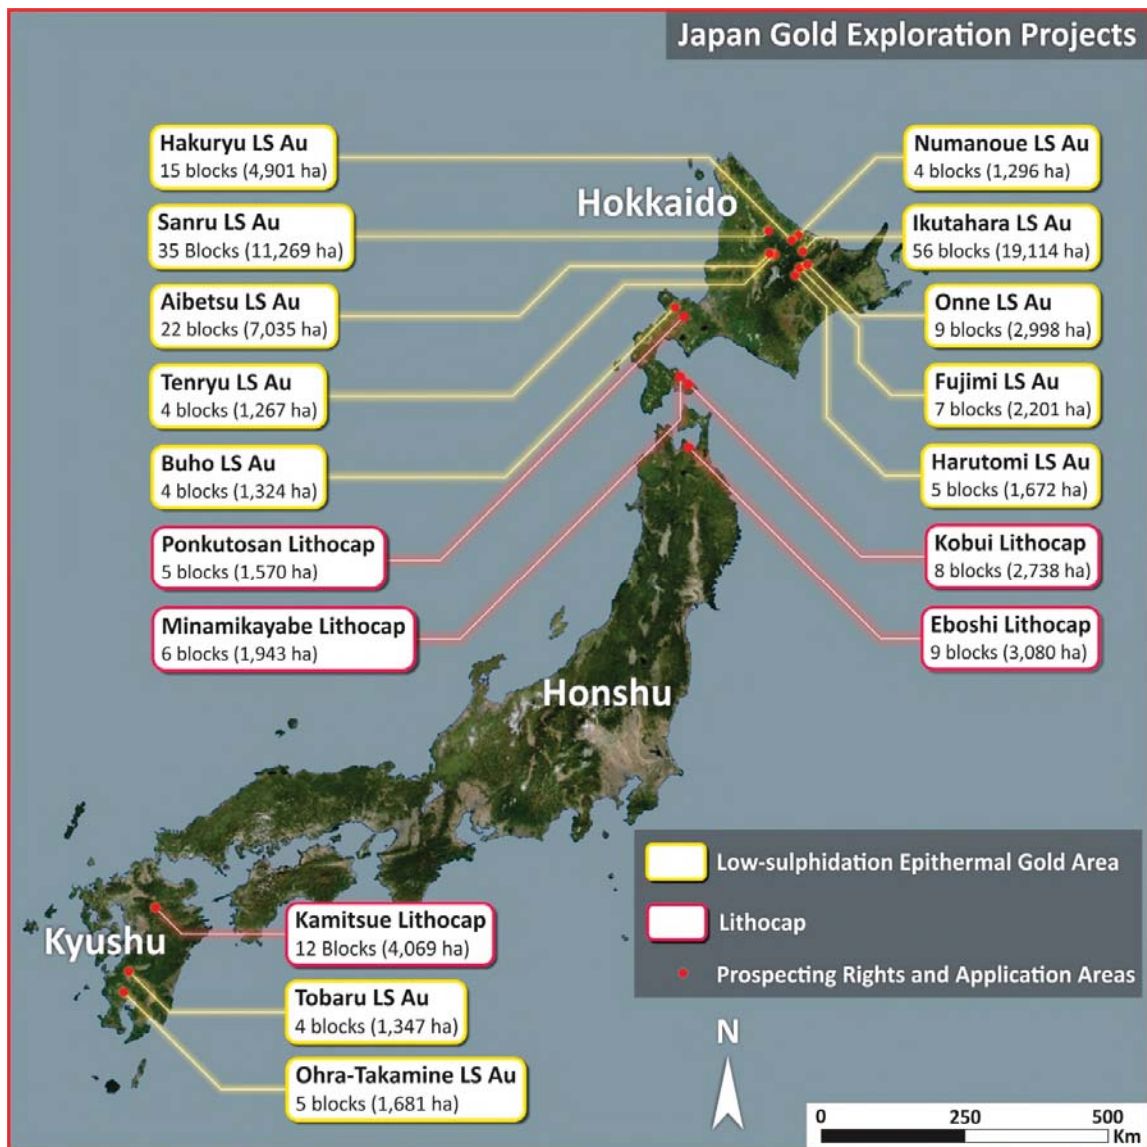 Japan Gold Exploration Projects
Hakuryu LS Au
15 blocks (4,901 ha)
Numanoue LS Au
4 blocks (1,296 ha)
Hokkaido
Sanru LS Au
35 Blocks (11,269 ha)
Ikutahara LS Au
56 blocks (19,114 ha)
Aibetsu LS Au
22 blocks (7,035 ha)
Onne LS Au
9 blocks (2,998 ha)
Tenryu LS Au
4 blocks (1,267 ha)
Fujimi LS Au
7 blocks (2,201 ha)
Buho LS Au
4 blocks (1,324 ha)
Harutomi LS Au
5 blocks (1,672 ha)
Ponkutosan Lithocap
5 blocks (1,570 ha)
Kobui Lithocap
8 blocks (2,738 ha)
Minamikayabe Lithocap
6 blocks (1,943 ha)
Eboshi Lithocap
9 blocks (3,080 ha)
Honshu
Low-sulphidation Epithermal Gold Area
Lithocap
Prospecting Rights and Application Areas
Kyushu
Kamitsue Lithocap
12 Blocks (4,069 ha)
Tobaru LS Au
4 blocks (1,347 ha)
Ohra-Takamine LS Au
5 blocks (1,681 ha)
N
0 250 500
Km